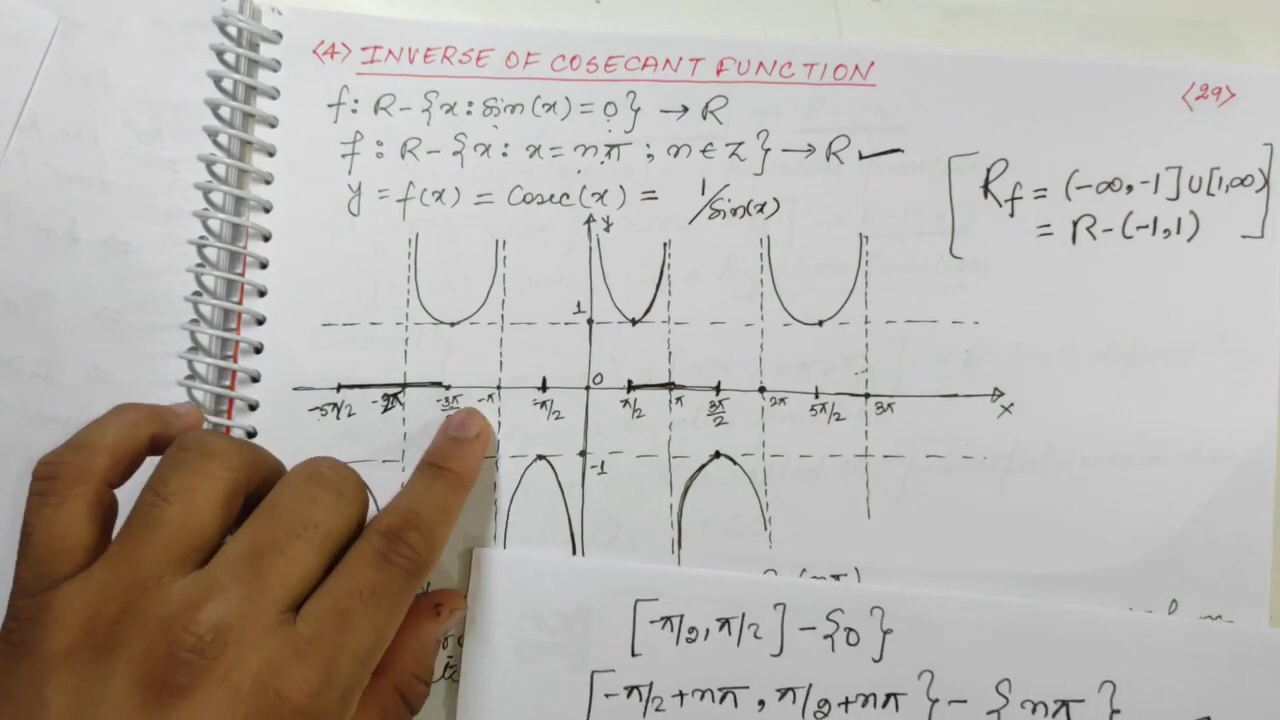 <4> INVERSE OF COSECANT FUNCTION
<29>
f: R-{x: sin(x)=0} → R
f: R-{x: x=nπ ; n∈Z} → R
y = f(x) = cosec(x) = 1/sin(x)
R_f = (-∞,-1]∪[1,∞)
= R-(-1,1)
y
1
0
-5π/2 -2π -3π -π -π/2 π/2 π 3π/2 2π 5π/2 3π x
-1
[-π/2, π/2]-{0}
[-π/2+nπ, π/2+nπ}-{nπ}